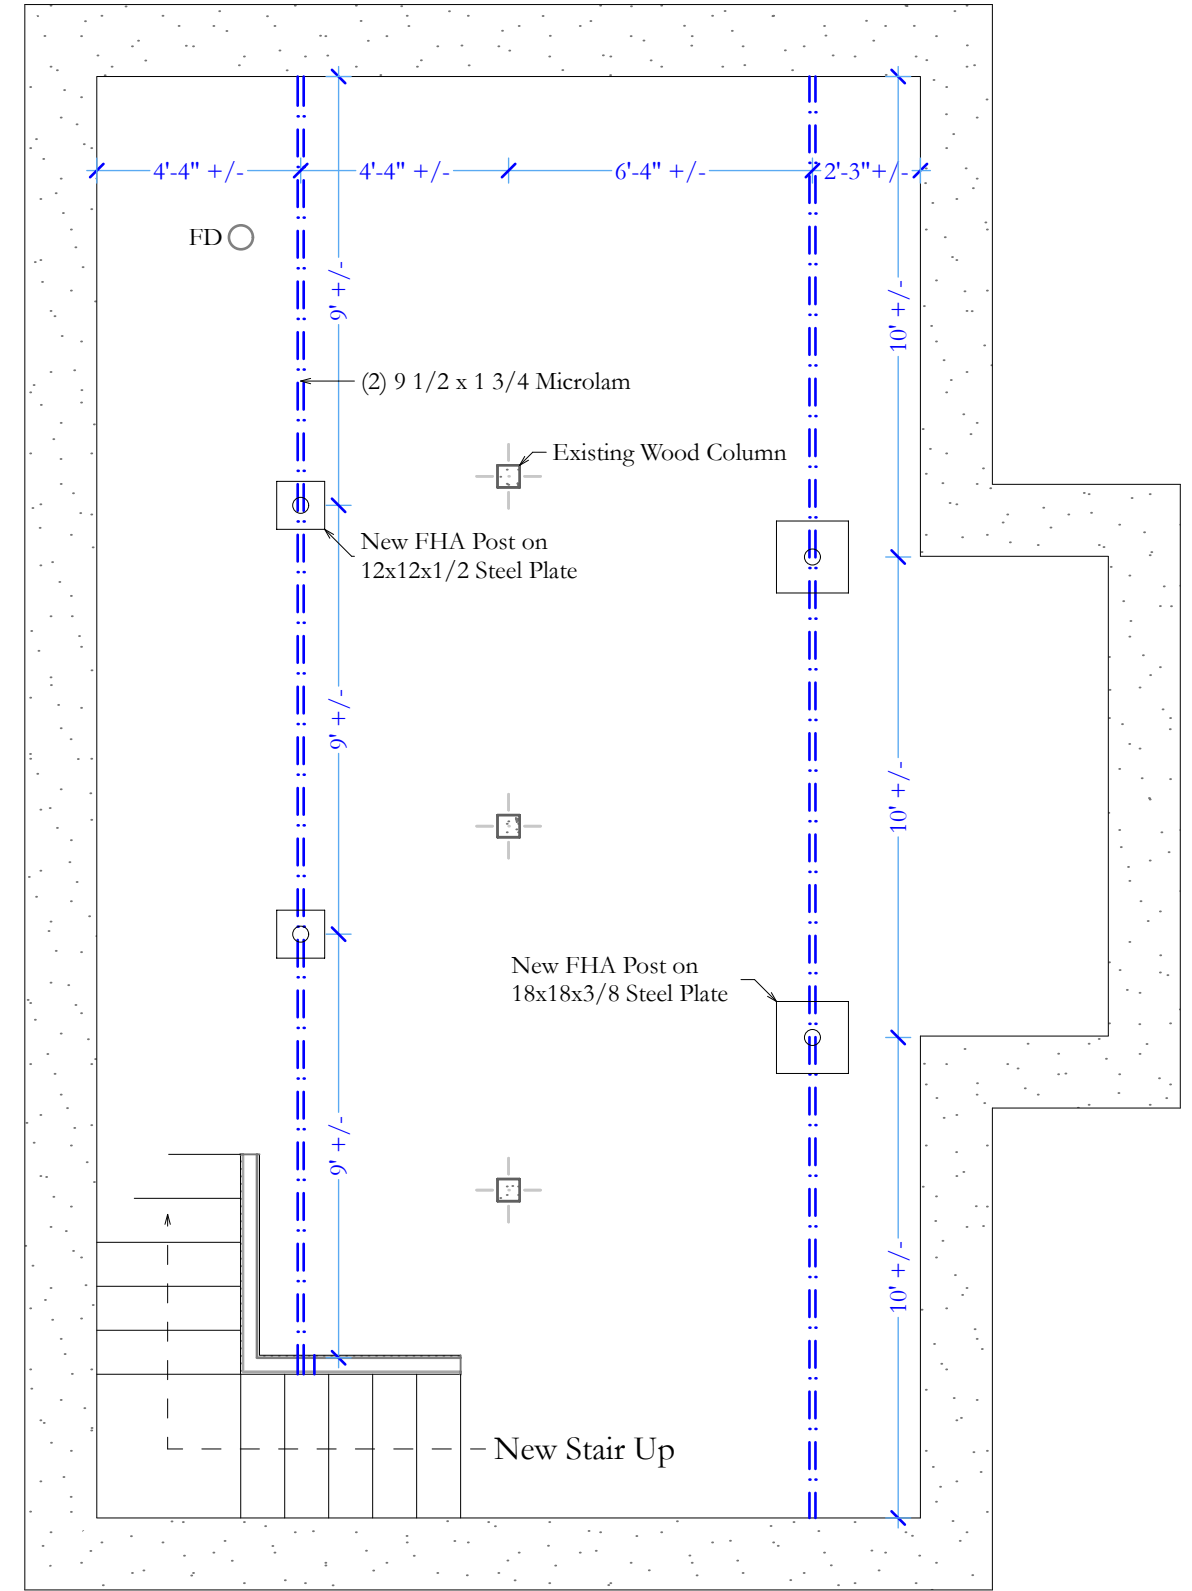 4'-4" +/-
4'-4" +/-
6'-4" +/-
2'-3"+/-
FD
9' +/-
10' +/-
(2) 9 1/2 x 1 3/4 Microlam
Existing Wood Column
New FHA Post on
12x12x1/2 Steel Plate
9' +/-
10' +/-
New FHA Post on
18x18x3/8 Steel Plate
9' +/-
10' +/-
New Stair Up